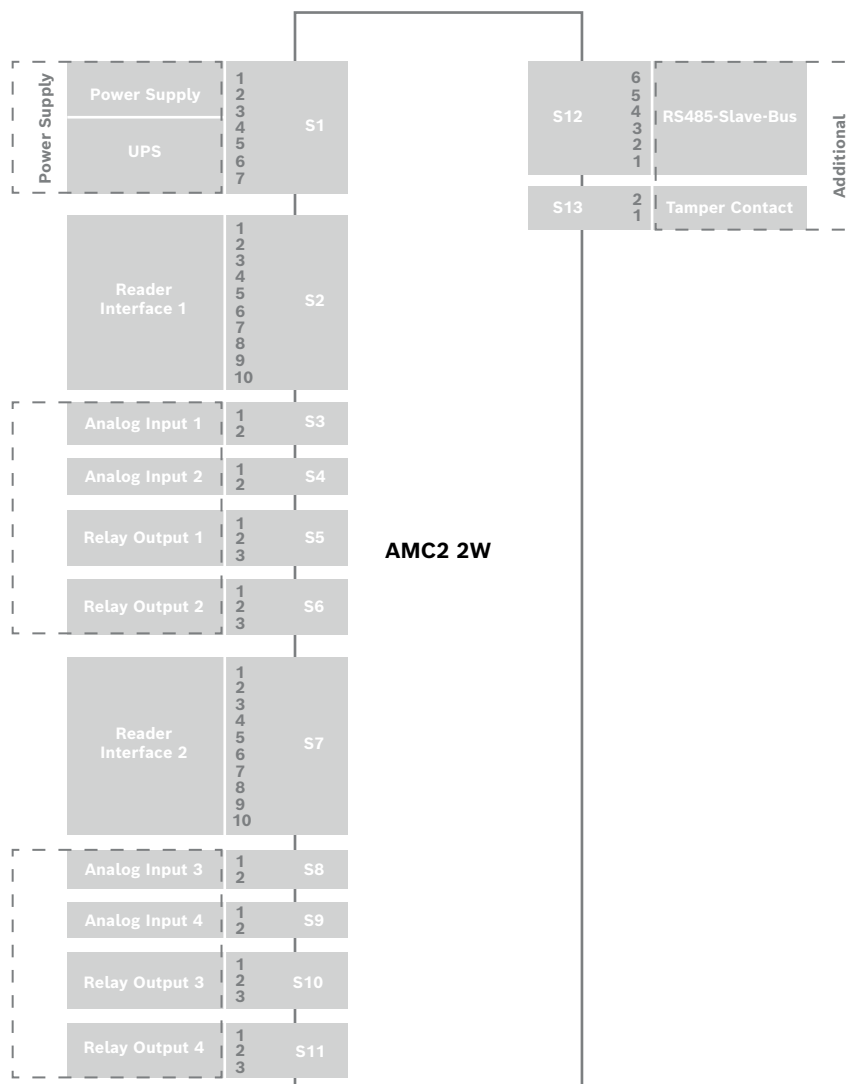 Power Supply
Power Supply
UPS
1
2
3
4
5
6
7
S1
Reader
Interface 1
1
2
3
4
5
6
7
8
9
10
S2
Analog Input 1
1
2
S3
Analog Input 2
1
2
S4
Relay Output 1
1
2
3
S5
Relay Output 2
1
2
3
S6
Reader
Interface 2
1
2
3
4
5
6
7
8
9
10
S7
Analog Input 3
1
2
S8
Analog Input 4
1
2
S9
Relay Output 3
1
2
3
S10
Relay Output 4
1
2
3
S11
AMC2 2W
S12
6
5
4
3
2
1
RS485-Slave-Bus
S13
2
1
Tamper Contact
Additional